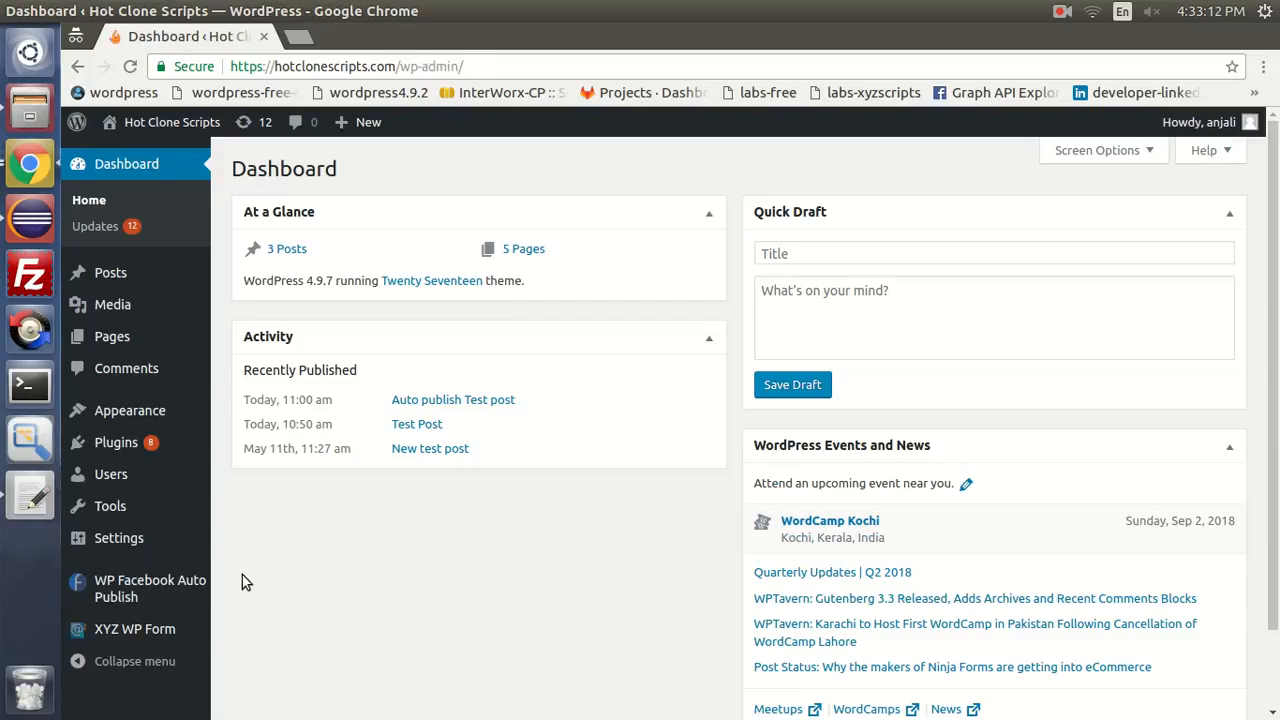 Dashboard ‹ Hot Clone Scripts — WordPress - Google Chrome
En
4:33:12 PM
Dashboard ‹ Hot Cl
Secure
https://hotclonescripts.com/wp-admin/
wordpress
wordpress-free-
wordpress4.9.2
InterWorx-CP :: S
Projects · Dashbo
labs-free
labs-xyzscripts
Graph API Explor
developer-linked
»
Hot Clone Scripts
12
0
New
Howdy, anjali
Dashboard
Home
Updates 12
Posts
Media
Pages
Comments
Appearance
Plugins 8
Users
Tools
Settings
WP Facebook Auto
Publish
XYZ WP Form
Collapse menu
Screen Options
Help
Dashboard
At a Glance
3 Posts
5 Pages
WordPress 4.9.7 running Twenty Seventeen theme.
Activity
Recently Published
Today, 11:00 am Auto publish Test post
Today, 10:50 am Test Post
May 11th, 11:27 am New test post
Quick Draft
Title
What's on your mind?
Save Draft
WordPress Events and News
Attend an upcoming event near you.
WordCamp Kochi
Sunday, Sep 2, 2018
Kochi, Kerala, India
Quarterly Updates | Q2 2018
WPTavern: Gutenberg 3.3 Released, Adds Archives and Recent Comments Blocks
WPTavern: Karachi to Host First WordCamp in Pakistan Following Cancellation of
WordCamp Lahore
Post Status: Why the makers of Ninja Forms are getting into eCommerce
Meetups | WordCamps | News